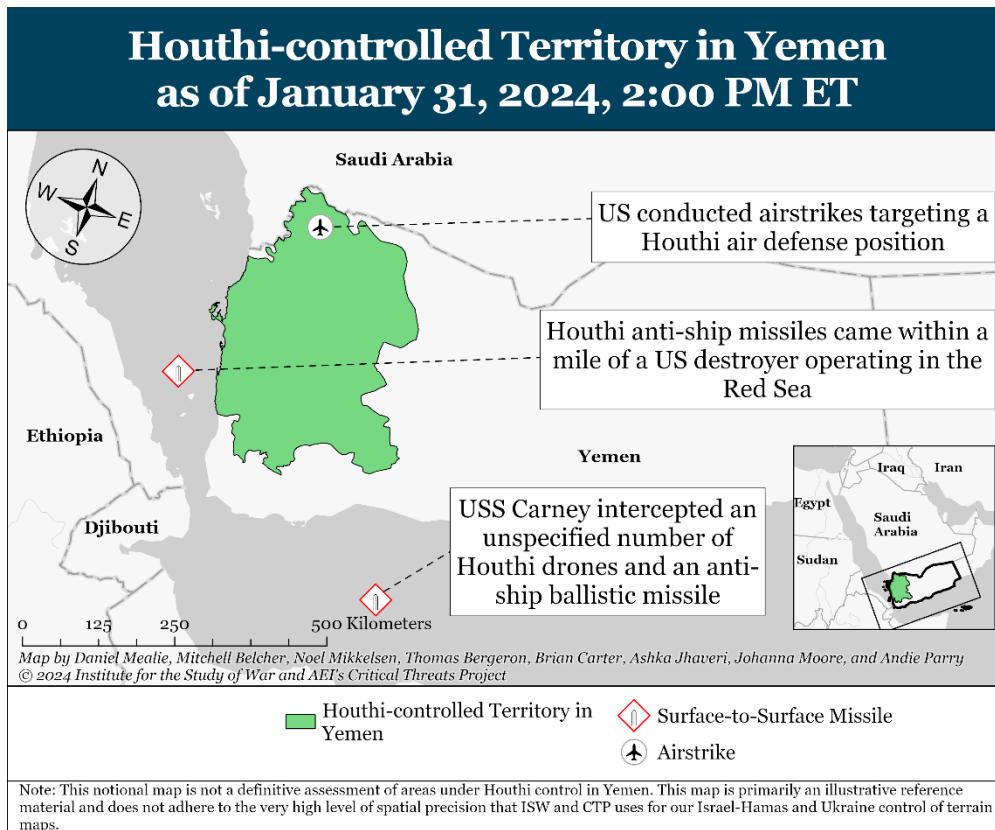 Houthi-controlled Territory in Yemen
as of January 31, 2024, 2:00 PM ET
Saudi Arabia
N
W
E
S
US conducted airstrikes targeting a
Houthi air defense position
Houthi anti-ship missiles came within a
mile of a US destroyer operating in the
Red Sea
Ethiopia
Yemen
Djibouti
USS Carney intercepted an
unspecified number of
Houthi drones and an anti-
ship ballistic missile
Iraq
Iran
Egypt
Saudi
Arabia
Sudan
0 125 250 500 Kilometers
Map by Daniel Mealie, Mitchell Belcher, Noel Mikkelsen, Thomas Bergeron, Brian Carter, Ashka Jhaveri, Johanna Moore, and Andie Parry
© 2024 Institute for the Study of War and AEI's Critical Threats Project
Houthi-controlled Territory in
Yemen
Surface-to-Surface Missile
Airstrike
Note: This notional map is not a definitive assessment of areas under Houthi control in Yemen. This map is primarily an illustrative reference
material and does not adhere to the very high level of spatial precision that ISW and CTP uses for our Israel-Hamas and Ukraine control of terrain
maps.